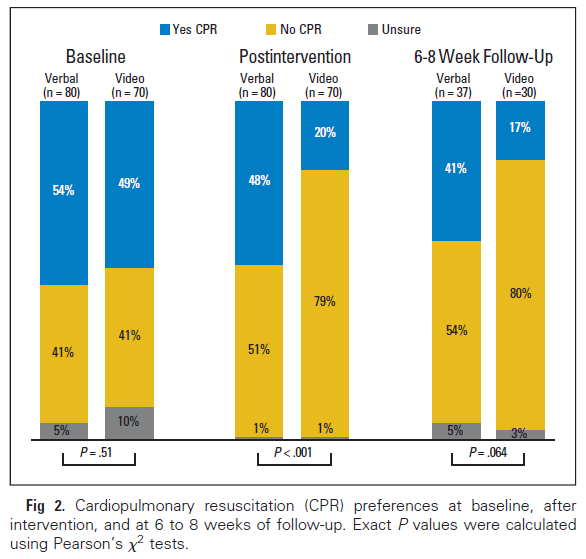 Yes CPR No CPR Unsure
Baseline Postintervention 6-8 Week Follow-Up
Verbal Video Verbal Video Verbal Video
(n = 80) (n = 70) (n = 80) (n = 70) (n = 37) (n =30)
20% 17%
54% 49% 48% 41%
79% 80%
41% 41% 51% 54%
5% 10% 1% 1% 5% 3%
P = .51 P < .001 P = .064
Fig 2. Cardiopulmonary resuscitation (CPR) preferences at baseline, after
intervention, and at 6 to 8 weeks of follow-up. Exact P values were calculated
using Pearson's χ² tests.